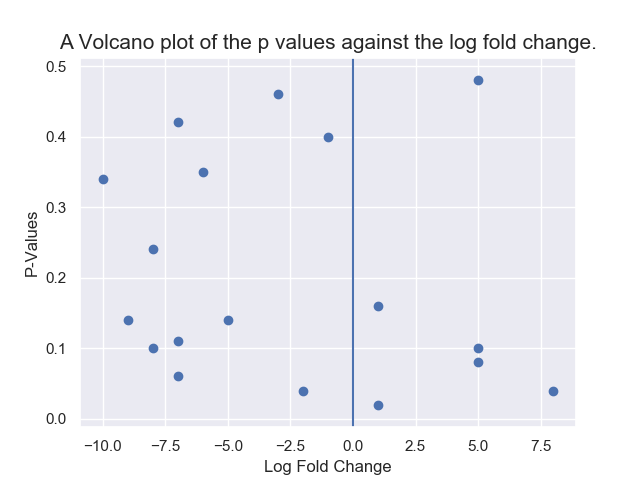 A Volcano plot of the p values against the log fold change.
0.5
0.4
0.3
0.2
0.1
0.0
P-Values
−10.0 −7.5 −5.0 −2.5 0.0 2.5 5.0 7.5
Log Fold Change